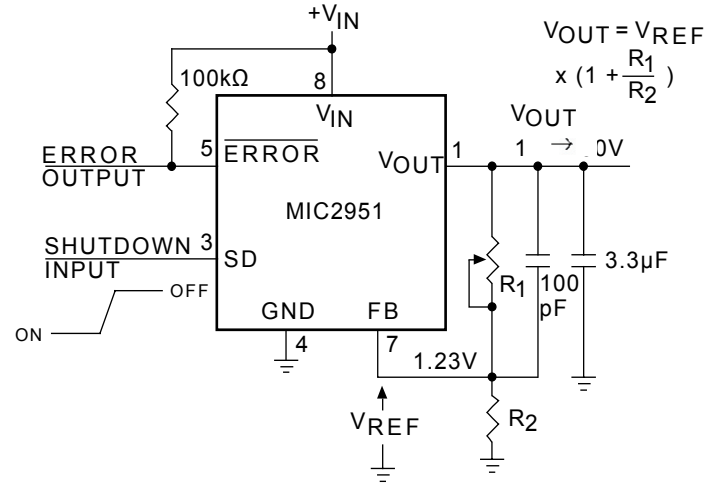 +VIN
VOUT = VREF
x (1 + R1
R2 )
100kΩ
8
VIN
VOUT
ERROR
OUTPUT
5
ERROR
VOUT
1
1 → 0V
MIC2951
SHUTDOWN
INPUT
3
SD
R1
100
pF
3.3µF
OFF
ON
GND
FB
4
7
1.23V
VREF
R2